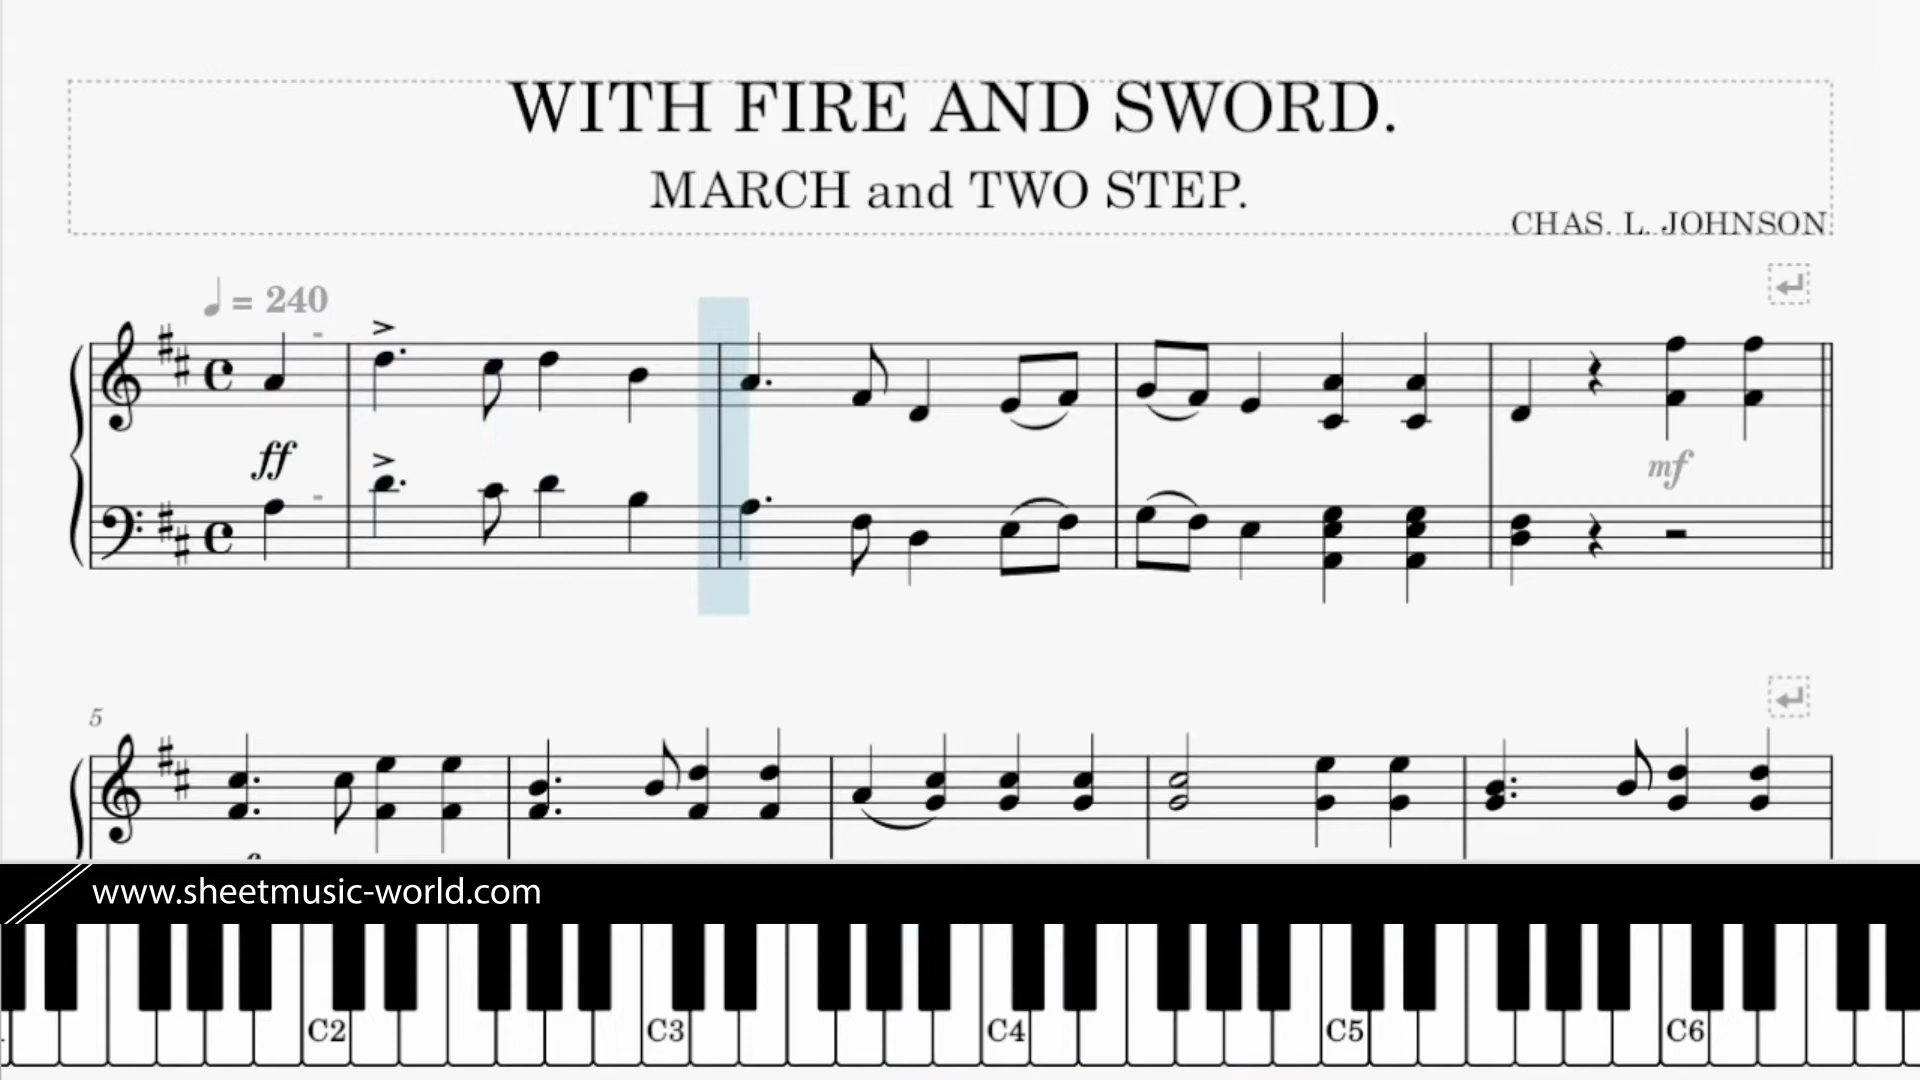 WITH FIRE AND SWORD.
MARCH and TWO STEP.
CHAS. L. JOHNSON
= 240
ff
mf
5
www.sheetmusic-world.com
C2 C3 C4 C5 C6